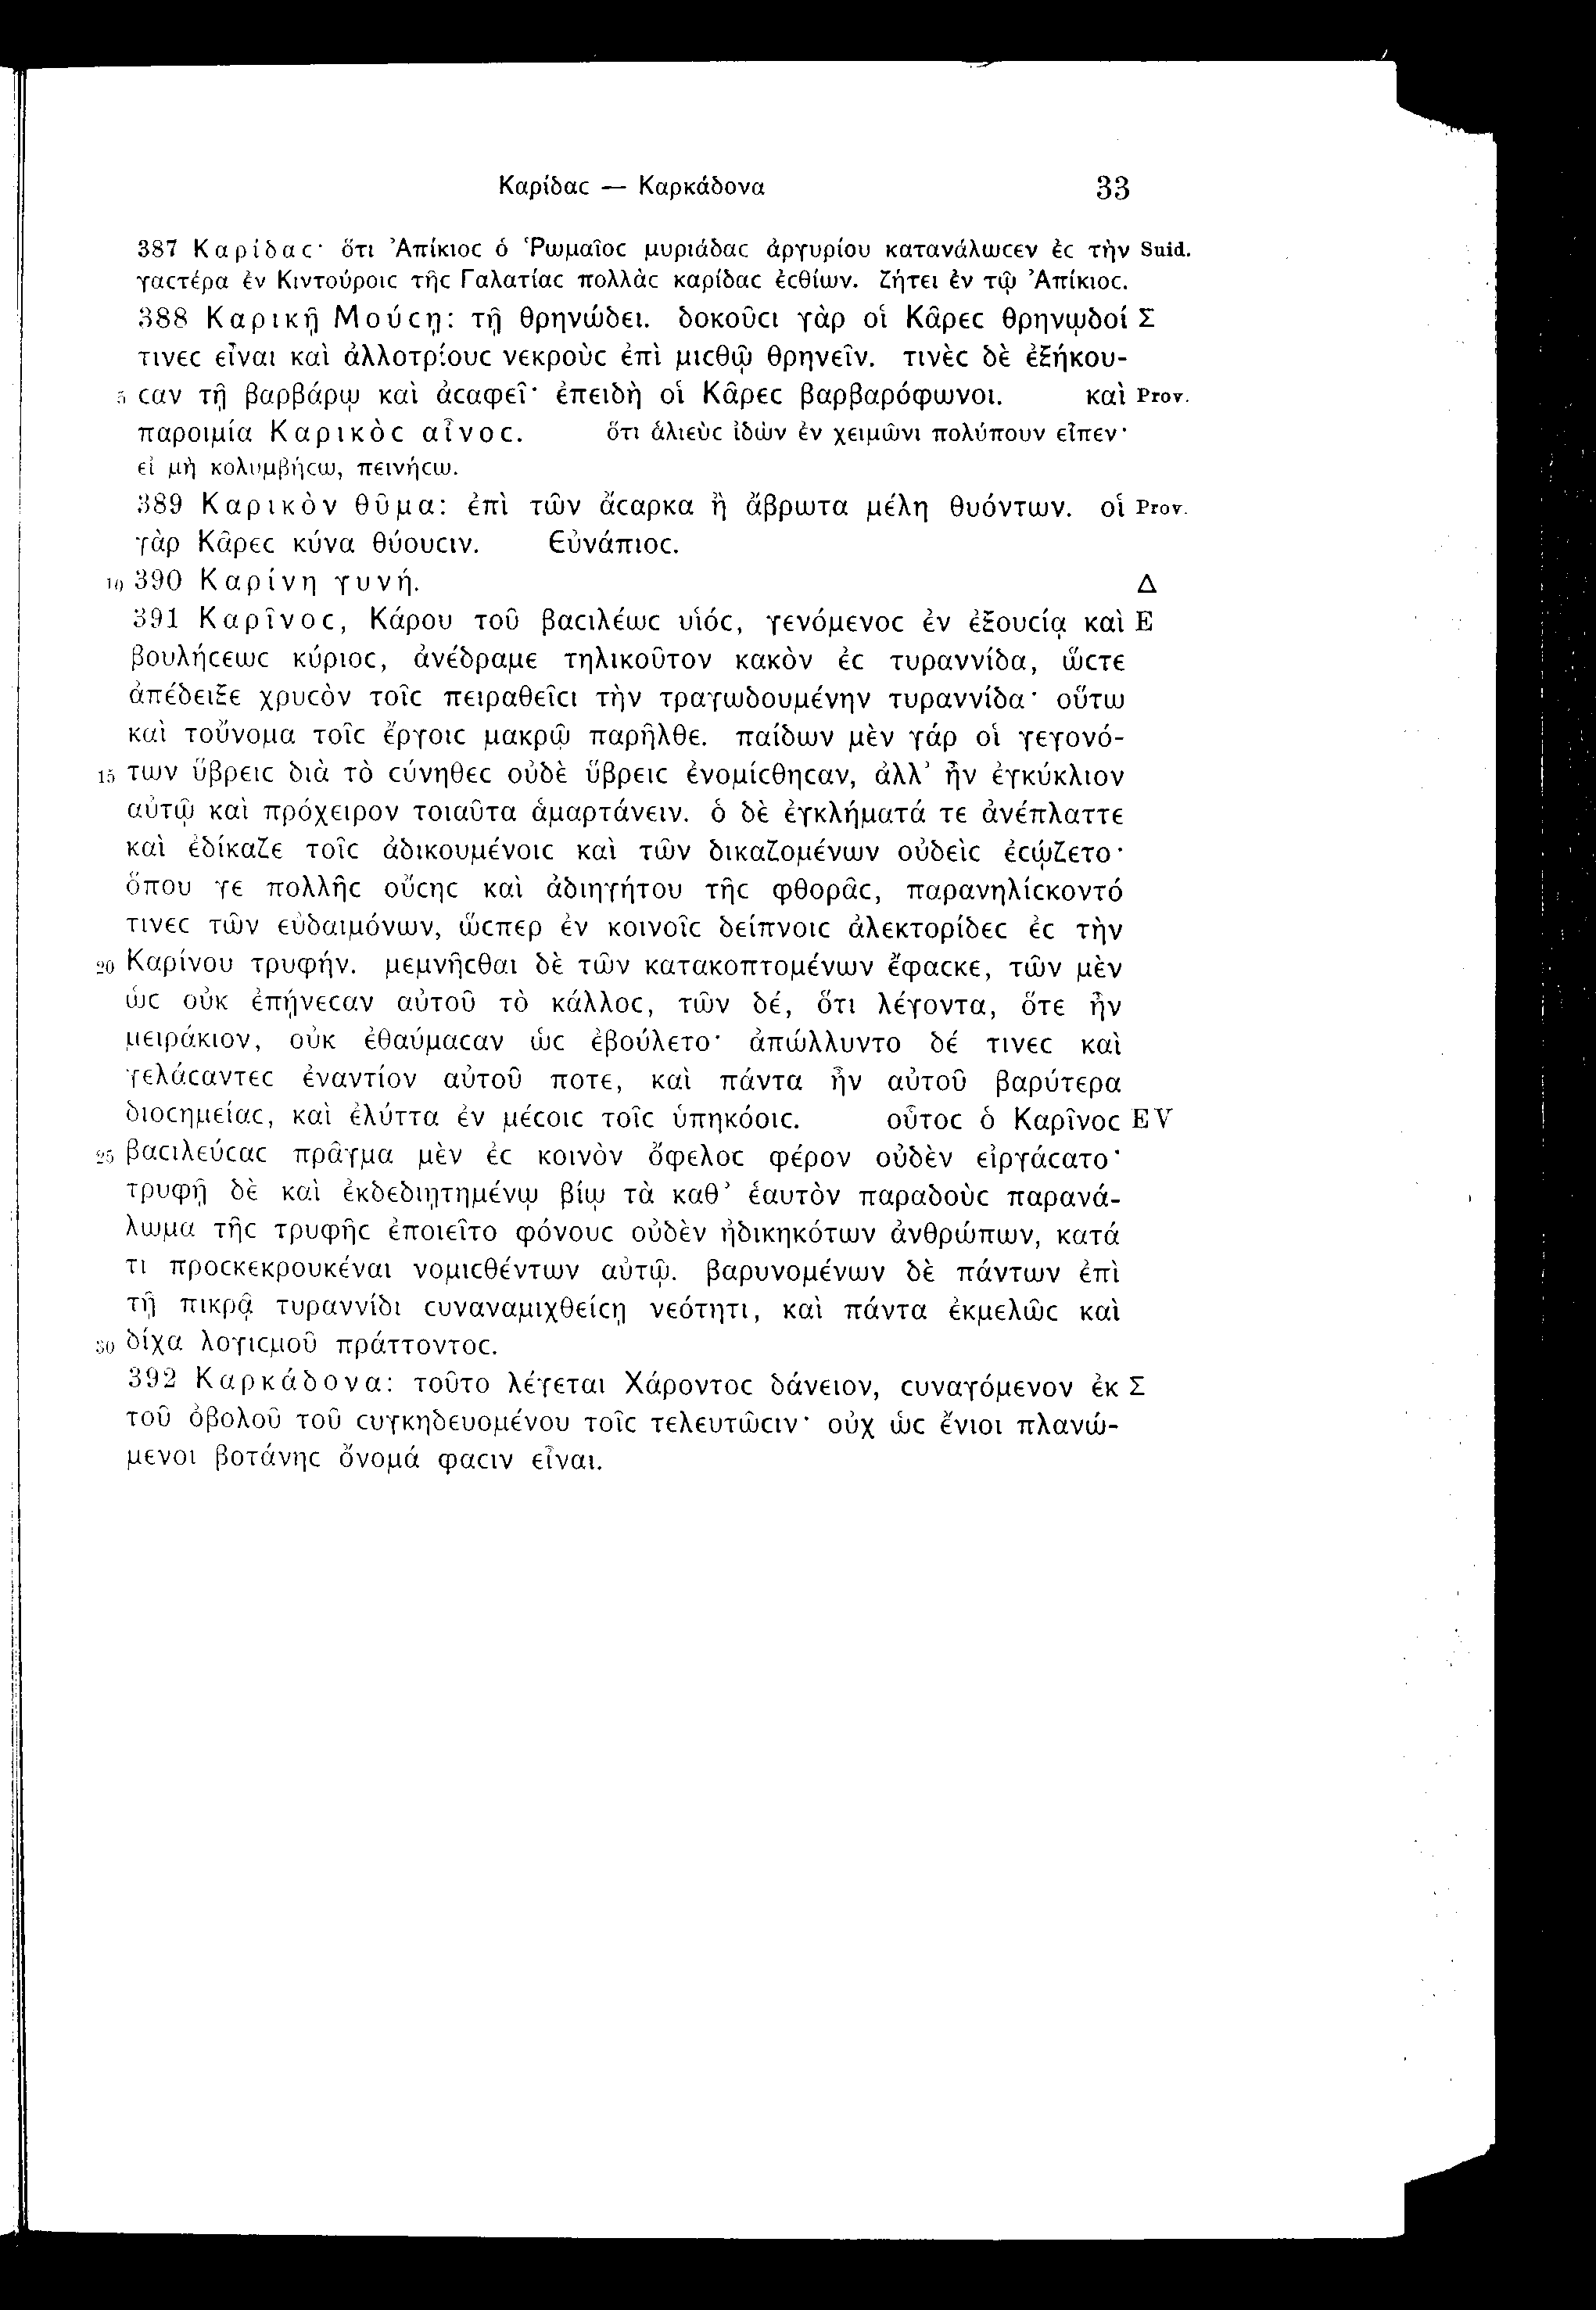 Καρίδαϲ — Καρκάδονα 33
387 Καρίδαϲ· ὅτι Ἀπίκιοϲ ὁ Ῥωμαῖοϲ μυριάδαϲ ἀργυρίου κατανάλωϲεν ἐϲ τὴν Suid.
γαϲτέρα ἐν Κιντούροιϲ τῆϲ Γαλατίαϲ πολλὰϲ καρίδαϲ ἐϲθίων. ζήτει ἐν τῷ Ἀπίκιοϲ.
388 Καρικῇ Μούϲῃ: τῇ θρηνώδει. δοκοῦϲι γὰρ οἱ Κᾶρεϲ θρηνῳδοί Σ
τινεϲ εἶναι καὶ ἀλλοτρίουϲ νεκροὺϲ ἐπὶ μιϲθῷ θρηνεῖν. τινὲϲ δὲ ἐξήκου-
5 ϲαν τῇ βαρβάρῳ καὶ ἀϲαφεῖ· ἐπειδὴ οἱ Κᾶρεϲ βαρβαρόφωνοι. καὶ Prov.
παροιμία Καρικὸϲ αἶνοϲ. ὅτι ἁλιεὺϲ ἰδὼν ἐν χειμῶνι πολύπουν εἶπεν·
εἰ μὴ κολυμβήϲω, πεινήϲω.
389 Καρικὸν θῦμα: ἐπὶ τῶν ἄϲαρκα ἢ ἄβρωτα μέλη θυόντων. οἱ Prov.
γὰρ Κᾶρεϲ κύνα θύουϲιν. Εὐνάπιοϲ.
10 390 Καρίνη γυνή. Δ
391 Καρῖνοϲ, Κάρου τοῦ βαϲιλέωϲ υἱόϲ, γενόμενοϲ ἐν ἐξουϲίᾳ καὶ E
βουλήϲεωϲ κύριοϲ, ἀνέδραμε τηλικοῦτον κακὸν ἐϲ τυραννίδα, ὥϲτε
ἀπέδειξε χρυϲὸν τοῖϲ πειραθεῖϲι τὴν τραγωδουμένην τυραννίδα· οὕτω
καὶ τοὔνομα τοῖϲ ἔργοιϲ μακρῷ παρῆλθε. παίδων μὲν γάρ οἱ γεγονό-
15 των ὕβρειϲ διὰ τὸ ϲύνηθεϲ οὐδὲ ὕβρειϲ ἐνομίϲθηϲαν, ἀλλ’ ἦν ἐγκύκλιον
αὐτῷ καὶ πρόχειρον τοιαῦτα ἁμαρτάνειν. ὁ δὲ ἐγκλήματά τε ἀνέπλαττε
καὶ ἐδίκαζε τοῖϲ ἀδικουμένοιϲ καὶ τῶν δικαζομένων οὐδεὶϲ ἐϲῴζετο·
ὅπου γε πολλῆϲ οὔϲηϲ καὶ ἀδιηγήτου τῆϲ φθορᾶϲ, παρανηλίϲκοντό
τινεϲ τῶν εὐδαιμόνων, ὥϲπερ ἐν κοινοῖϲ δείπνοιϲ ἀλεκτορίδεϲ ἐϲ τὴν
20 Καρίνου τρυφήν. μεμνῆϲθαι δὲ τῶν κατακοπτομένων ἔφαϲκε, τῶν μὲν
ὡϲ οὐκ ἐπῄνεϲαν αὐτοῦ τὸ κάλλοϲ, τῶν δέ, ὅτι λέγοντα, ὅτε ἦν
μειράκιον, οὐκ ἐθαύμαϲαν ὡϲ ἐβούλετο· ἀπώλλυντο δέ τινεϲ καὶ
γελάϲαντεϲ ἐναντίον αὐτοῦ ποτε, καὶ πάντα ἦν αὐτοῦ βαρύτερα
διοϲημείαϲ, καὶ ἐλύττα ἐν μέϲοιϲ τοῖϲ ὑπηκόοιϲ. οὗτοϲ ὁ Καρῖνοϲ EV
25 βαϲιλεύϲαϲ πρᾶγμα μὲν ἐϲ κοινὸν ὄφελοϲ φέρον οὐδὲν εἰργάϲατο·
τρυφῇ δὲ καὶ ἐκδεδιῃτημένῳ βίῳ τὰ καθ’ ἑαυτὸν παραδοὺϲ παρανά-
λωμα τῆϲ τρυφῆϲ ἐποιεῖτο φόνουϲ οὐδὲν ἠδικηκότων ἀνθρώπων, κατά
τι προϲκεκρουκέναι νομιϲθέντων αὐτῷ. βαρυνομένων δὲ πάντων ἐπὶ
τῇ πικρᾷ τυραννίδι ϲυναναμιχθείϲῃ νεότητι, καὶ πάντα ἐκμελῶϲ καὶ
30 δίχα λογιϲμοῦ πράττοντοϲ.
392 Καρκάδονα: τοῦτο λέγεται Χάροντοϲ δάνειον, ϲυναγόμενον ἐκ Σ
τοῦ ὀβολοῦ τοῦ ϲυγκηδευομένου τοῖϲ τελευτῶϲιν· οὐχ ὡϲ ἔνιοι πλανώ-
μενοι βοτάνηϲ ὄνομά φαϲιν εἶναι.